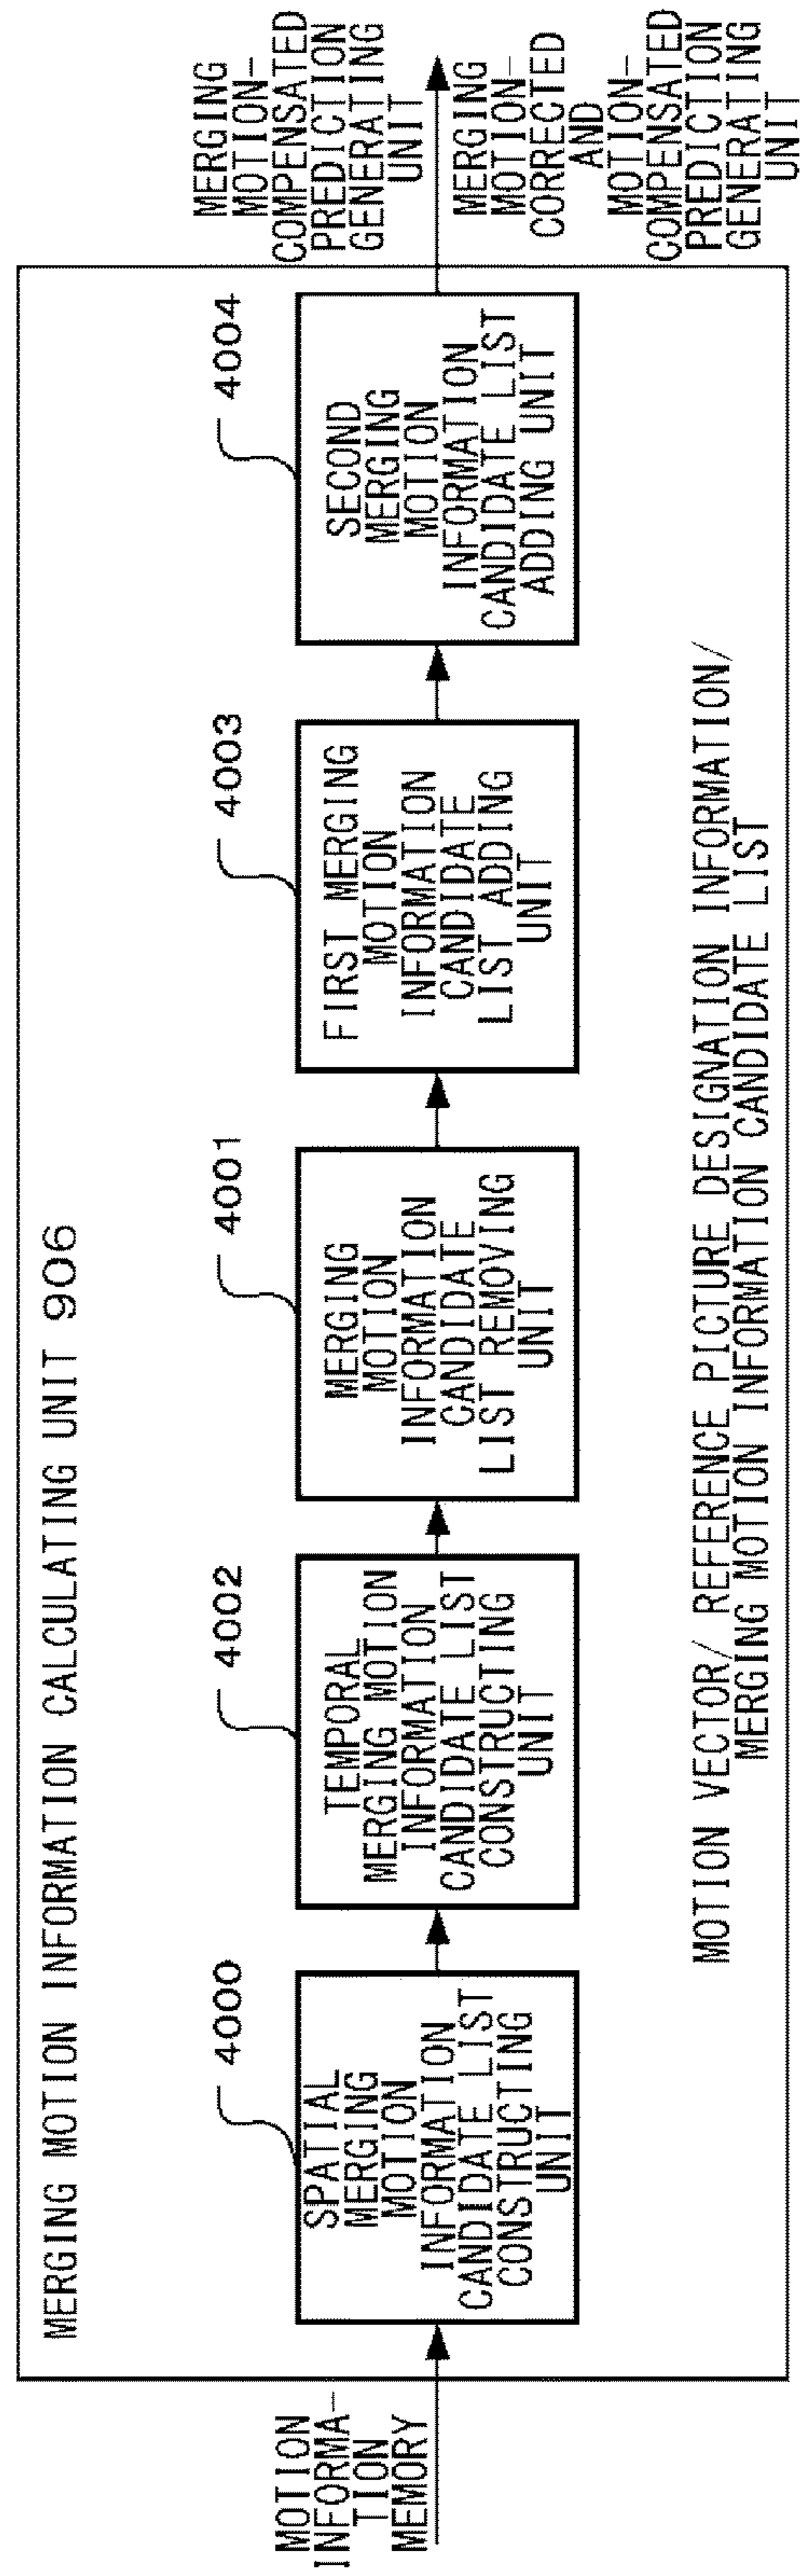 MERGING MOTION INFORMATION CALCULATING UNIT 906
MOTION
INFORMA-
TION
MEMORY
4000
SPATIAL
MERGING
MOTION
INFORMATION
CANDIDATE LIST
CONSTRUCTING
UNIT
4002
TEMPORAL
MERGING MOTION
INFORMATION
CANDIDATE LIST
CONSTRUCTING
UNIT
4001
MERGING
MOTION
INFORMATION
CANDIDATE
LIST REMOVING
UNIT
4003
FIRST MERGING
MOTION
INFORMATION
CANDIDATE
LIST ADDING
UNIT
4004
SECOND
MERGING
MOTION
INFORMATION
CANDIDATE LIST
ADDING UNIT
MERGING
MOTION-
COMPENSATED
PREDICTION
GENERATING
UNIT
MERGING
MOTION-
CORRECTED
AND
MOTION-
COMPENSATED
PREDICTION
GENERATING
UNIT
MOTION VECTOR/ REFERENCE PICTURE DESIGNATION INFORMATION/
MERGING MOTION INFORMATION CANDIDATE LIST